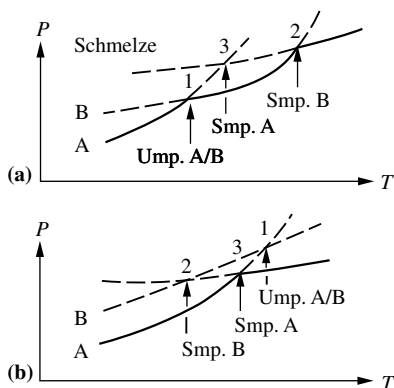 P
Schmelze
3
2
1
B
Smp. B
A
Smp. A
Ump. A/B
(a)
T
P
1
3
2
B
Ump. A/B
A
Smp. A
Smp. B
(b)
T